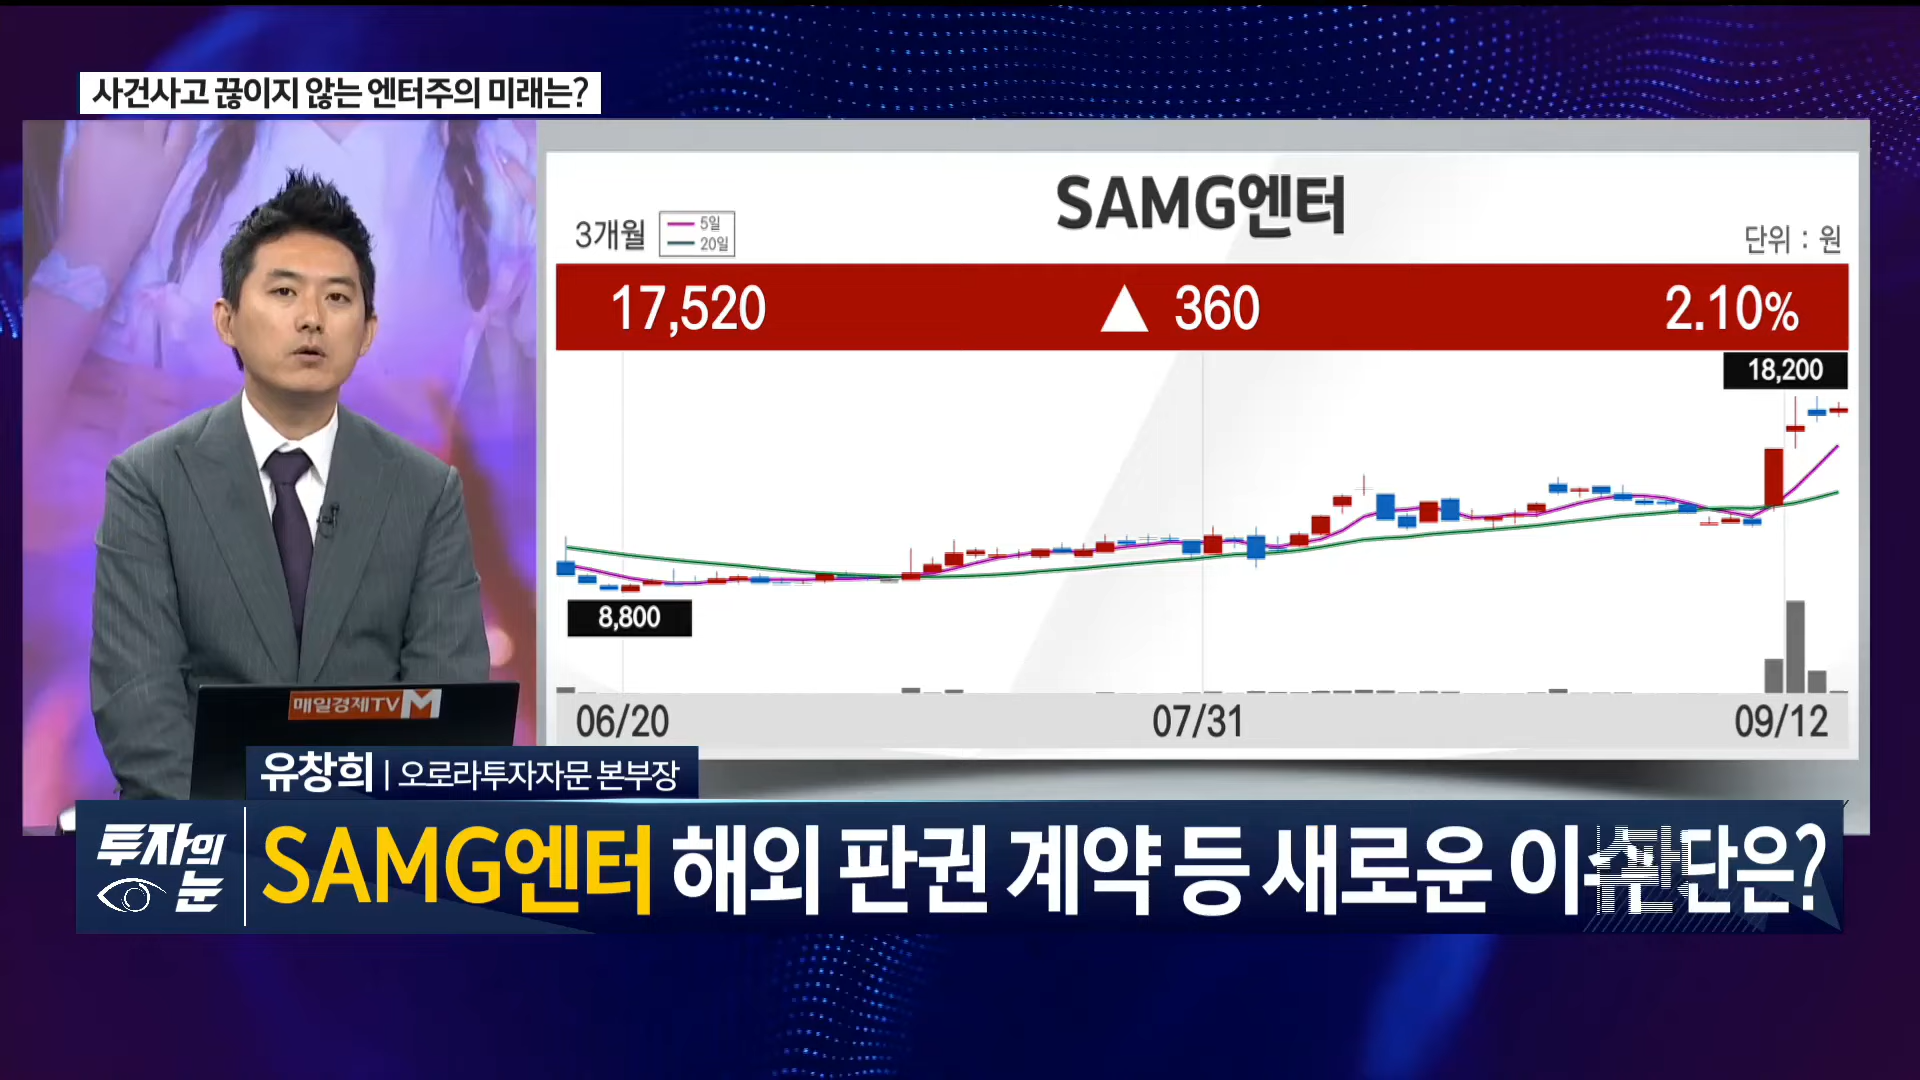 사건사고 끊이지 않는 엔터주의 미래는?
SAMG엔터
3개월
5일
20일
단위 : 원
17,520 ▲ 360 2.10%
18,200
8,800
06/20 07/31 09/12
매일경제TV M
유창희 | 오로라투자자문 본부장
투자의 눈
SAMG엔터 해외 판권 계약 등 새로운